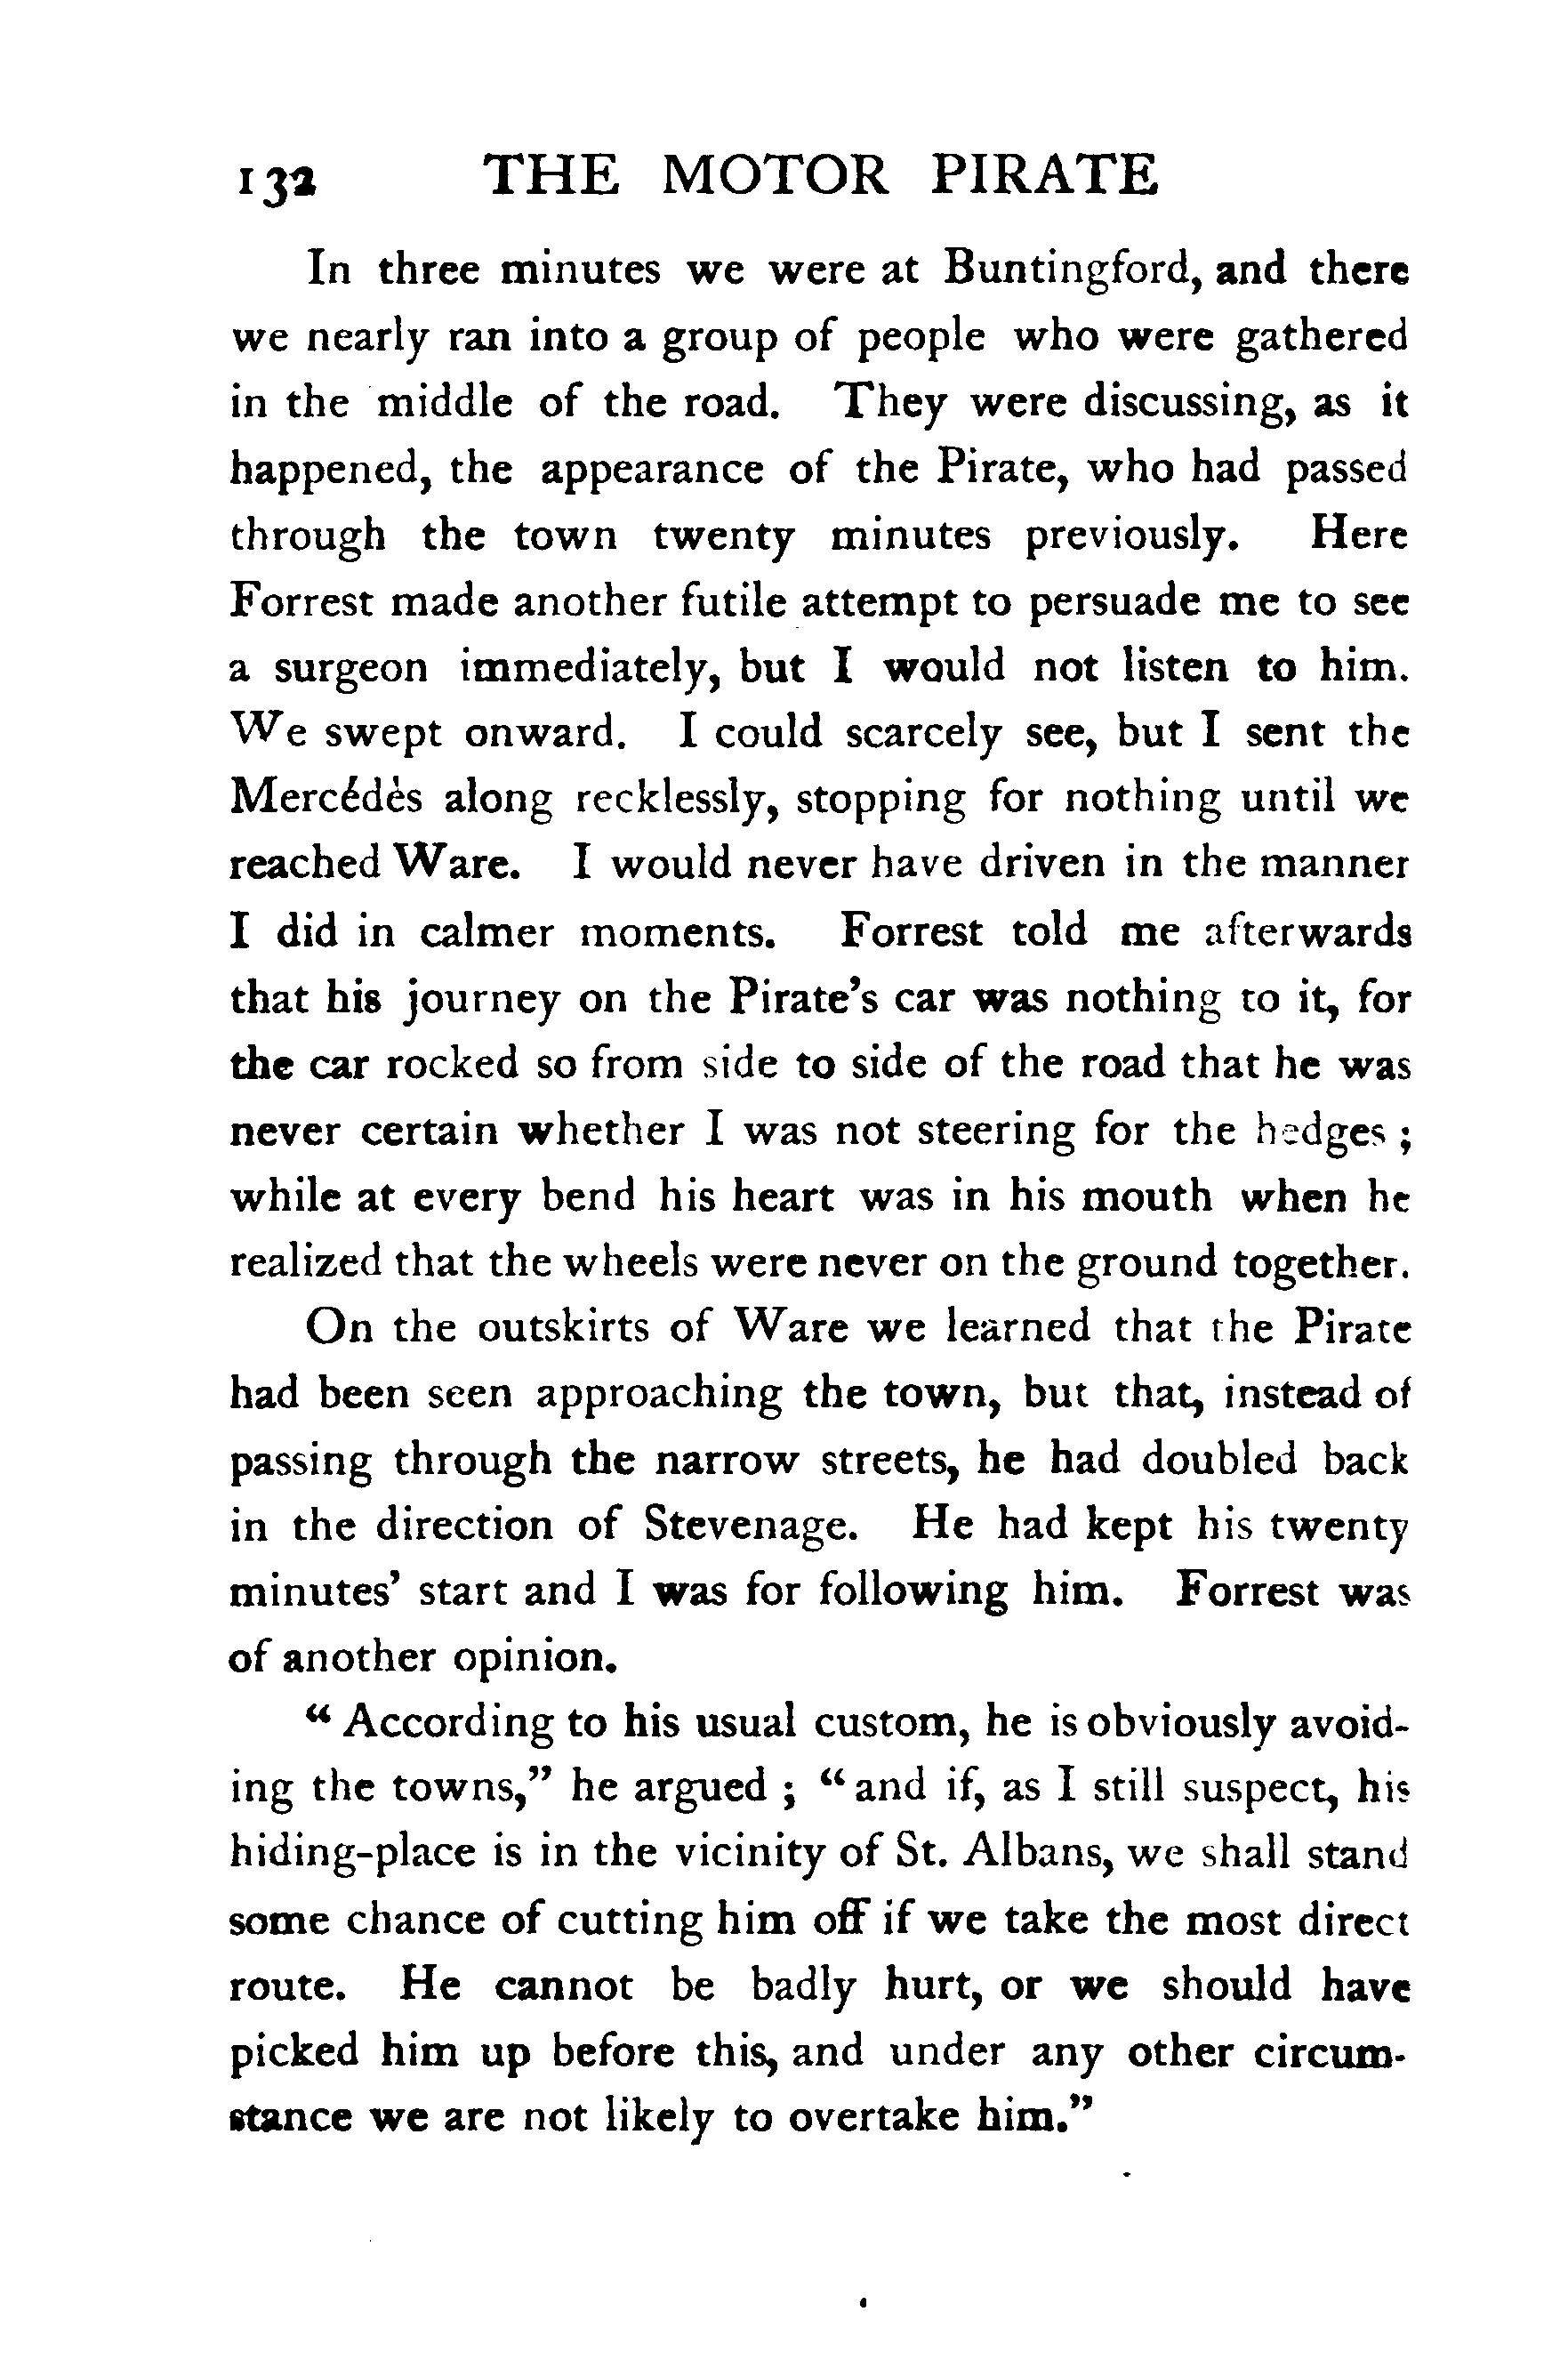 132 THE MOTOR PIRATE
In three minutes we were at Buntingford, and there
we nearly ran into a group of people who were gathered
in the middle of the road. They were discussing, as it
happened, the appearance of the Pirate, who had passed
through the town twenty minutes previously. Here
Forrest made another futile attempt to persuade me to see
a surgeon immediately, but I would not listen to him.
We swept onward. I could scarcely see, but I sent the
Mercédès along recklessly, stopping for nothing until we
reached Ware. I would never have driven in the manner
I did in calmer moments. Forrest told me afterwards
that his journey on the Pirate's car was nothing to it, for
the car rocked so from side to side of the road that he was
never certain whether I was not steering for the hedges ;
while at every bend his heart was in his mouth when he
realized that the wheels were never on the ground together.
On the outskirts of Ware we learned that the Pirate
had been seen approaching the town, but that, instead of
passing through the narrow streets, he had doubled back
in the direction of Stevenage. He had kept his twenty
minutes' start and I was for following him. Forrest was
of another opinion.
“ According to his usual custom, he is obviously avoid-
ing the towns,” he argued ; “ and if, as I still suspect, his
hiding-place is in the vicinity of St. Albans, we shall stand
some chance of cutting him off if we take the most direct
route. He cannot be badly hurt, or we should have
picked him up before this, and under any other circum-
stance we are not likely to overtake him.”